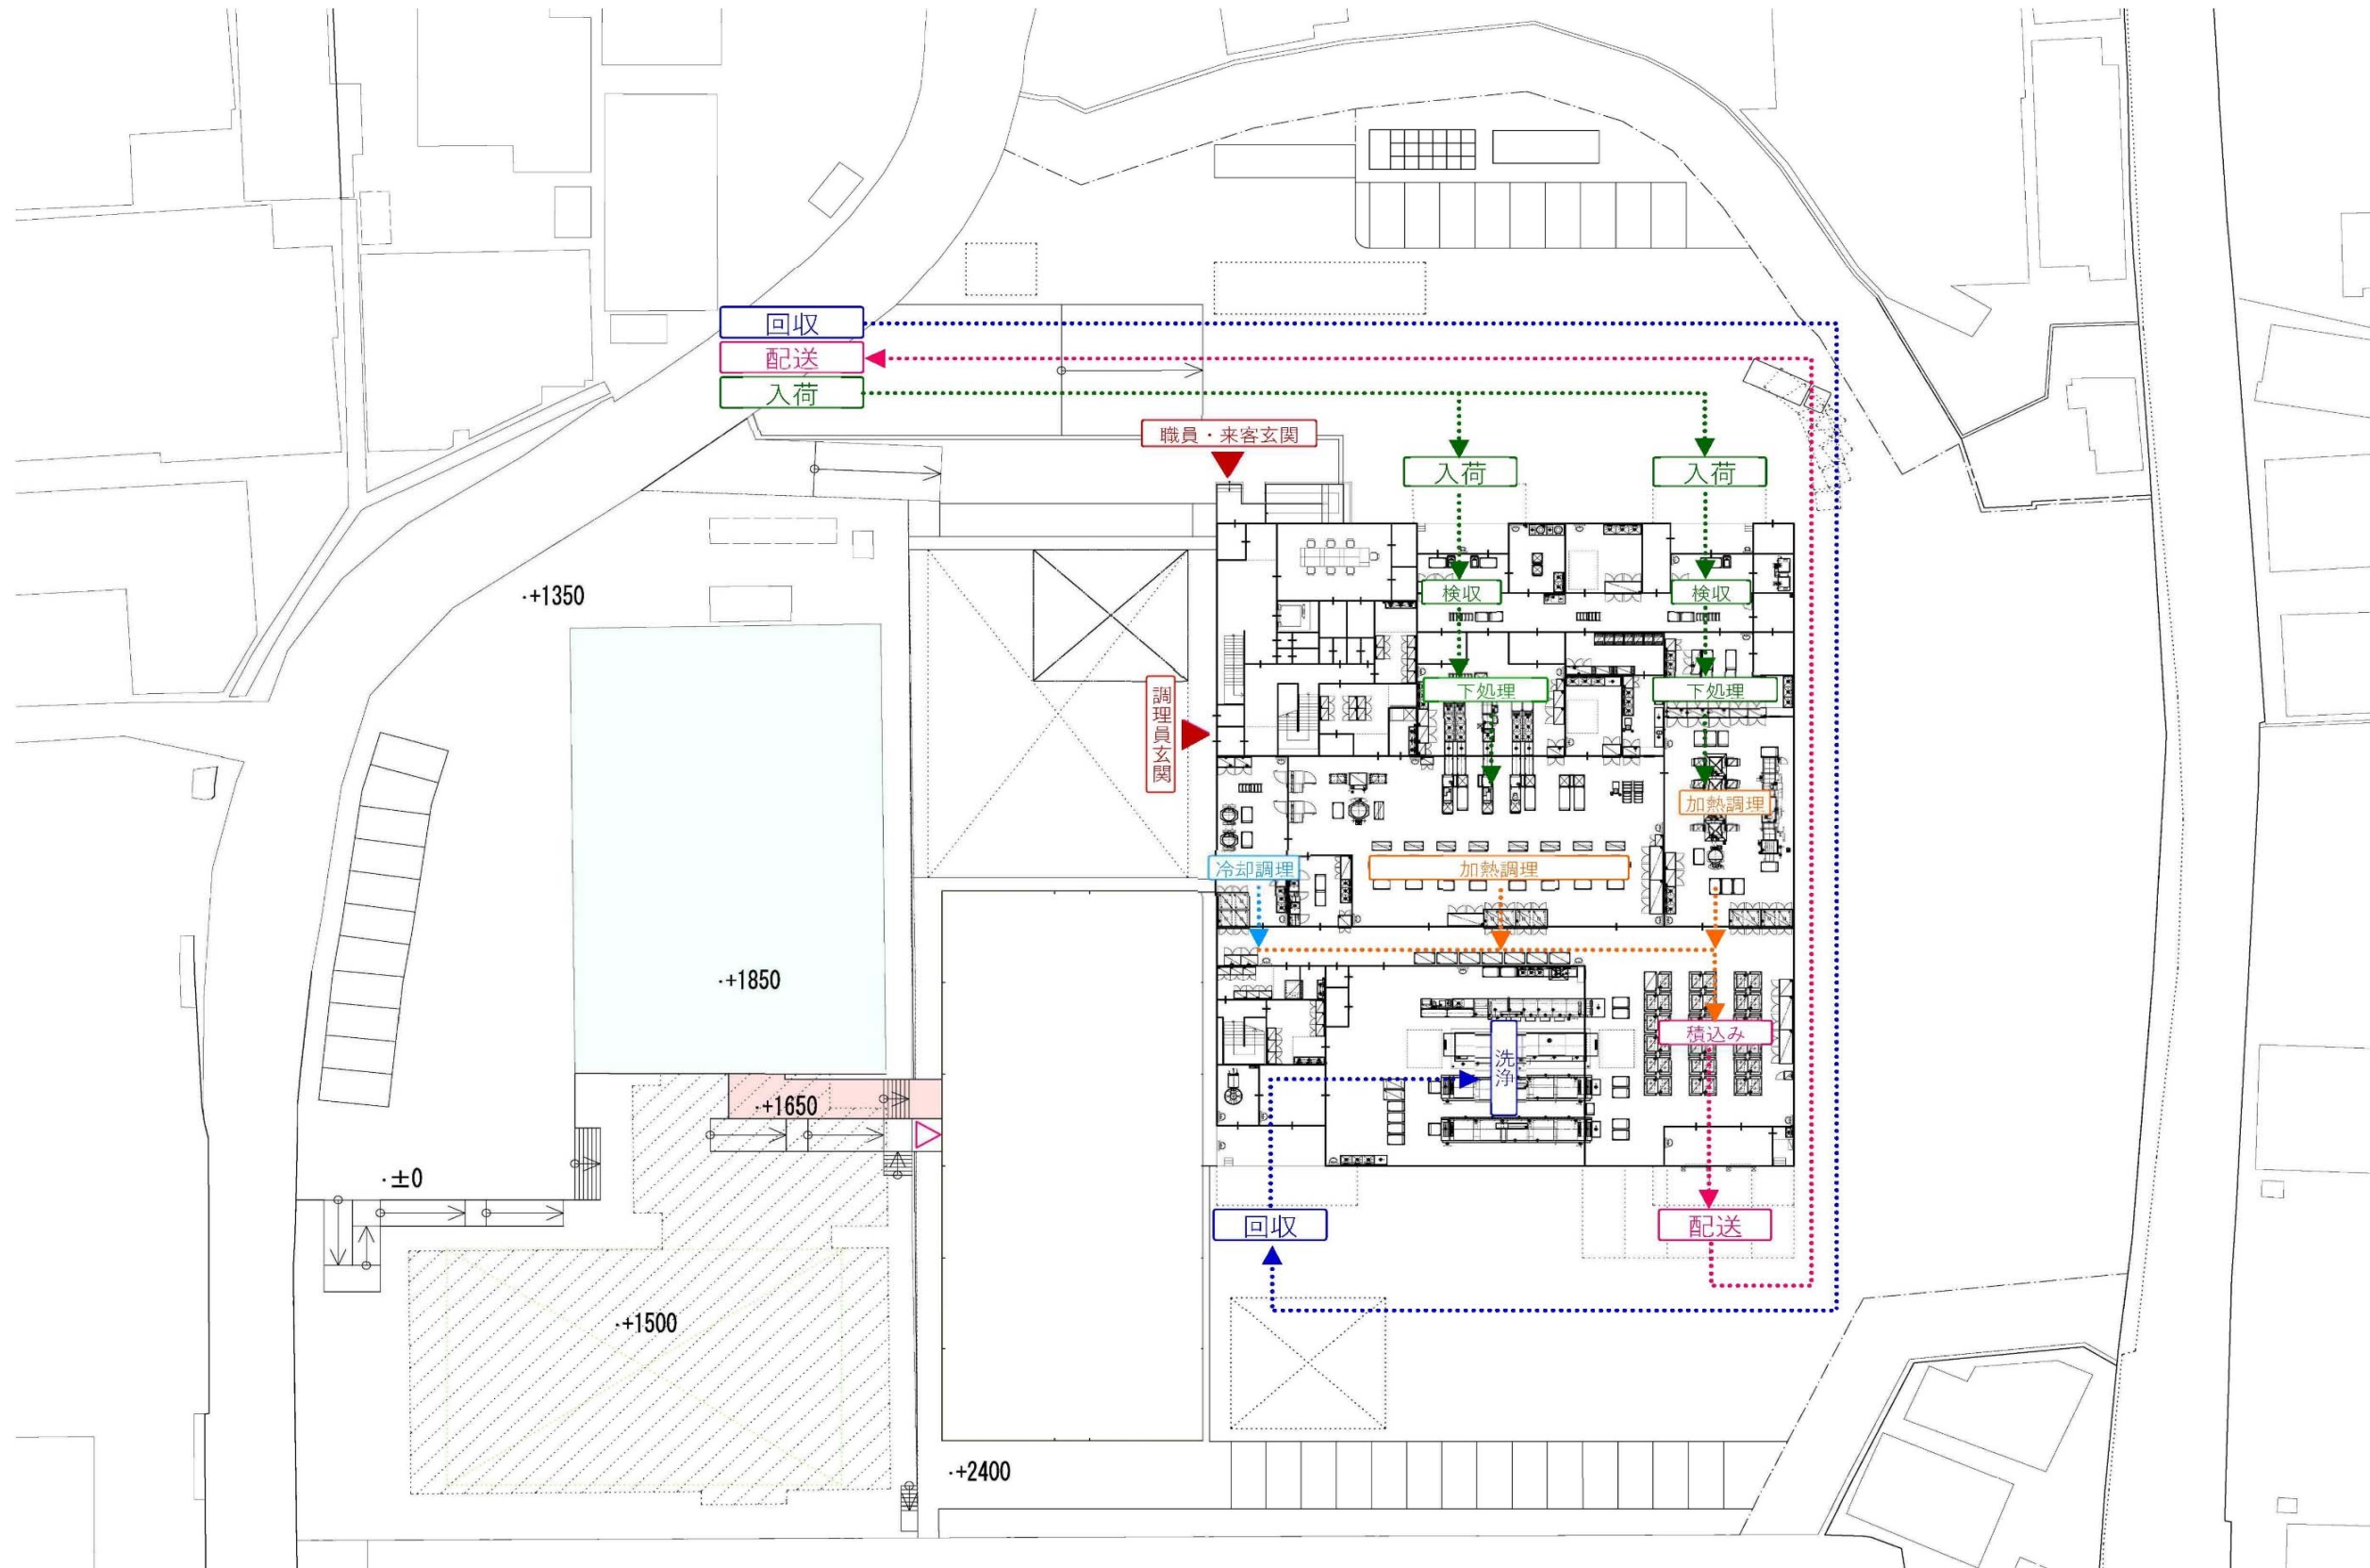 回収
配送
入荷
職員・来客玄関
入荷
入荷
検収
検収
·+1350
下処理
下処理
調理員玄関
加熱調理
冷却調理
加熱調理
·+1850
積込み
洗浄
·+1650
·±0
回収
配送
·+1500
·+2400